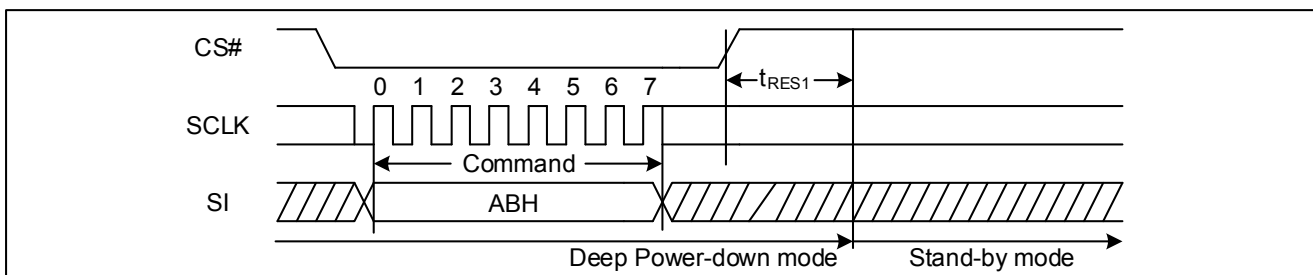 CS#
tRES1
0 1 2 3 4 5 6 7
SCLK
Command
SI
ABH
Deep Power-down mode Stand-by mode